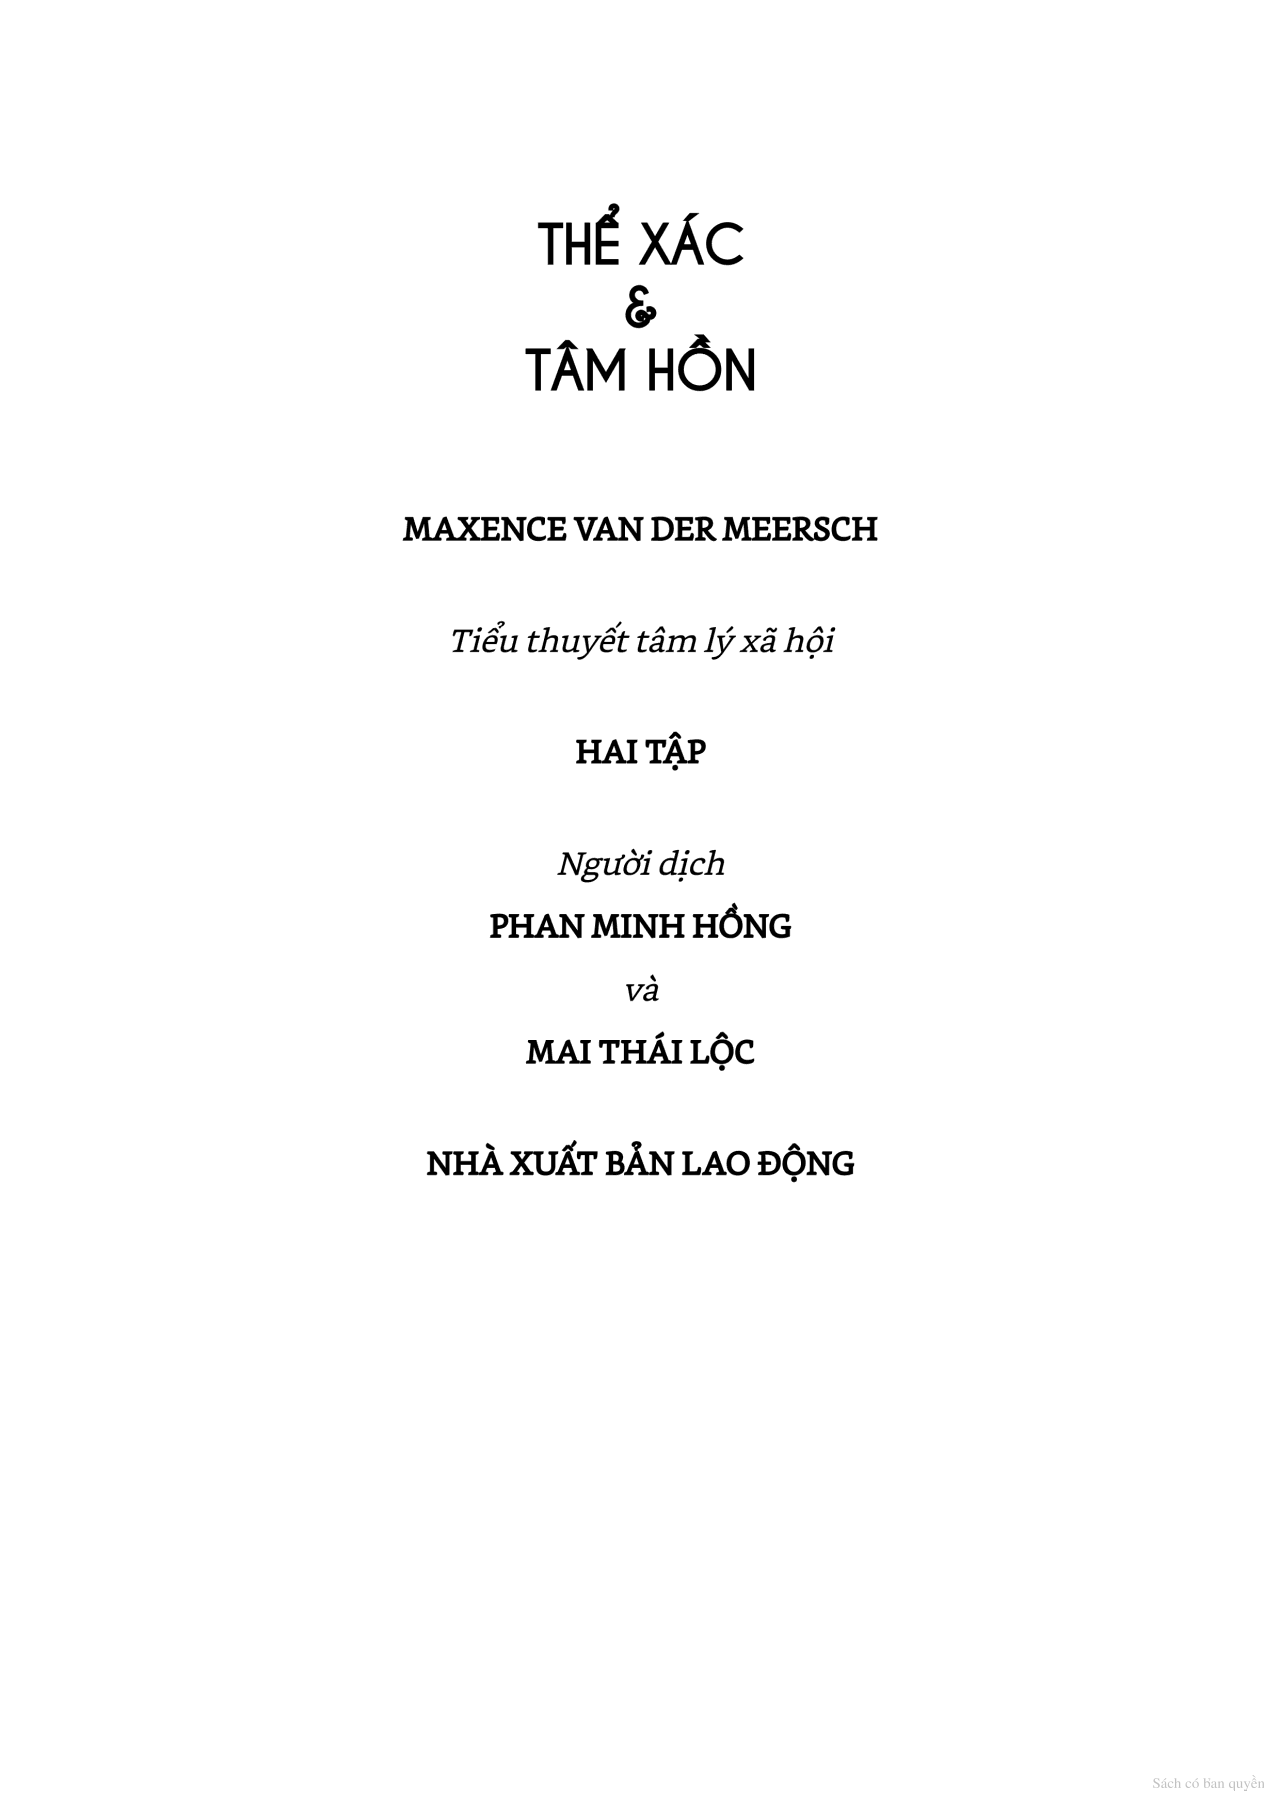 THỂ XÁC
&
TÂM HỒN
MAXENCE VAN DER MEERSCH
Tiểu thuyết tâm lý xã hội
HAI TẬP
Người dịch
PHAN MINH HỒNG
và
MAI THÁI LỘC
NHÀ XUẤT BẢN LAO ĐỘNG
Sách có bản quyền